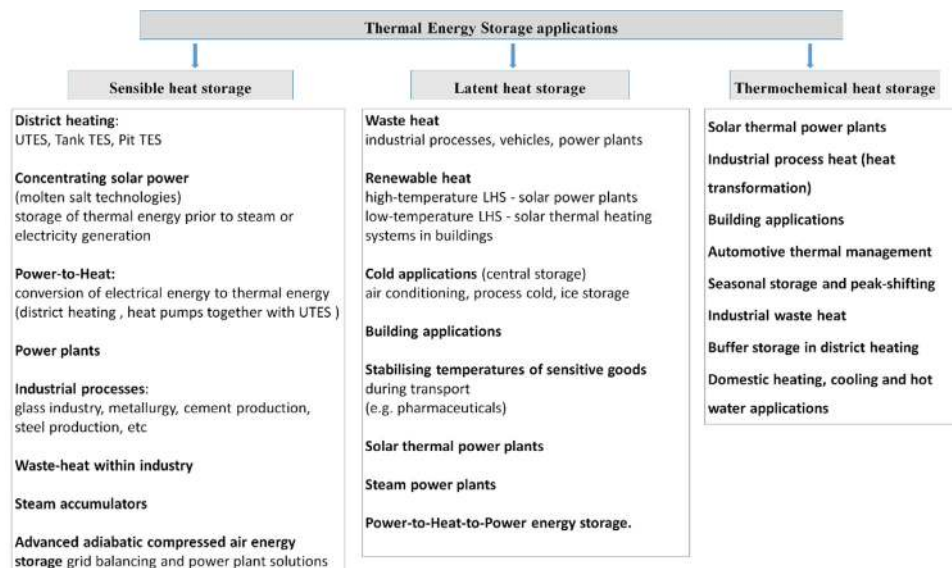 Thermal Energy Storage applications
Sensible heat storage
District heating:
UTES, Tank TES, Pit TES
Concentrating solar power
(molten salt technologies)
storage of thermal energy prior to steam or
electricity generation
Power-to-Heat:
conversion of electrical energy to thermal energy
(district heating , heat pumps together with UTES )
Power plants
Industrial processes:
glass industry, metallurgy, cement production,
steel production, etc
Waste-heat within industry
Steam accumulators
Advanced adiabatic compressed air energy
storage grid balancing and power plant solutions
Latent heat storage
Waste heat
industrial processes, vehicles, power plants
Renewable heat
high-temperature LHS - solar power plants
low-temperature LHS - solar thermal heating
systems in buildings
Cold applications (central storage)
air conditioning, process cold, ice storage
Building applications
Stabilising temperatures of sensitive goods
during transport
(e.g. pharmaceuticals)
Solar thermal power plants
Steam power plants
Power-to-Heat-to-Power energy storage.
Thermochemical heat storage
Solar thermal power plants
Industrial process heat (heat
transformation)
Building applications
Automotive thermal management
Seasonal storage and peak-shifting
Industrial waste heat
Buffer storage in district heating
Domestic heating, cooling and hot
water applications